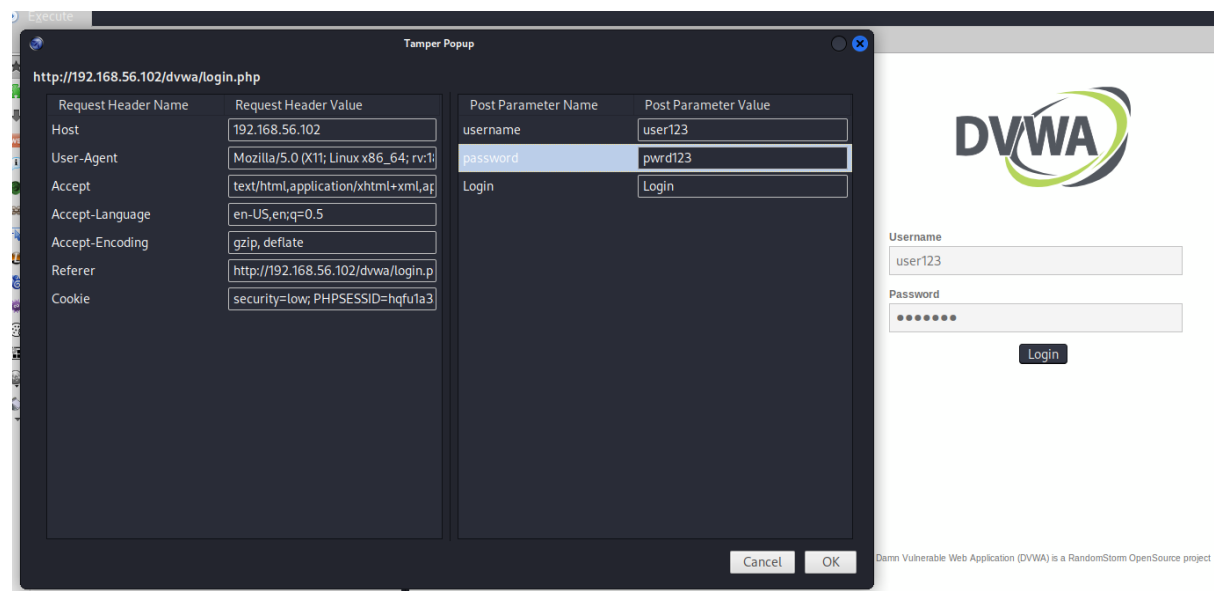 Execute
Tamper Popup
http://192.168.56.102/dvwa/login.php
Request Header Name Request Header Value Post Parameter Name Post Parameter Value
Host 192.168.56.102 username user123
User-Agent Mozilla/5.0 (X11; Linux x86_64; rv:1 password pwrd123
Accept text/html,application/xhtml+xml,ap Login Login
Accept-Language en-US,en;q=0.5
Accept-Encoding gzip, deflate
Referer http://192.168.56.102/dvwa/login.p
Cookie security=low; PHPSESSID=hqfu1a3
Cancel OK
DVWA
Username
user123
Password
●●●●●●●
Login
Damn Vulnerable Web Application (DVWA) is a RandomStorm OpenSource project